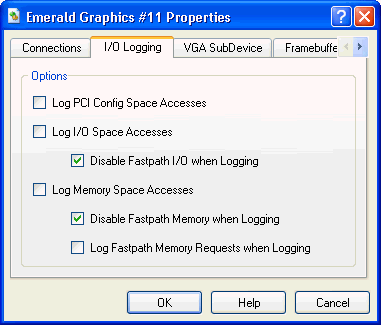 Emerald Graphics #11 Properties
Connections I/O Logging VGA SubDevice Framebuffe
Options
Log PCI Config Space Accesses
Log I/O Space Accesses
Disable Fastpath I/O when Logging
Log Memory Space Accesses
Disable Fastpath Memory when Logging
Log Fastpath Memory Requests when Logging
OK Help Cancel